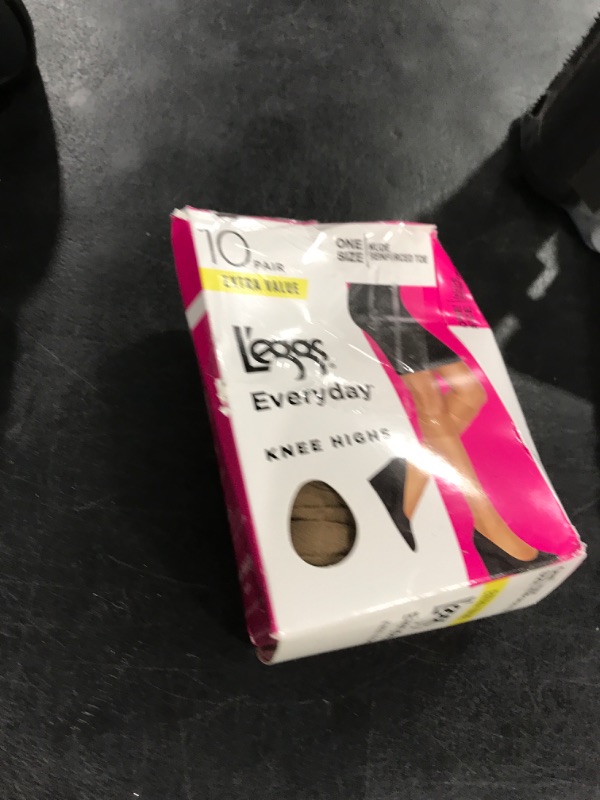 10 PAIR
EXTRA VALUE
ONE SIZE
NUDE
REINFORCED TOE
L'eggs
Everyday
KNEE HIGHS